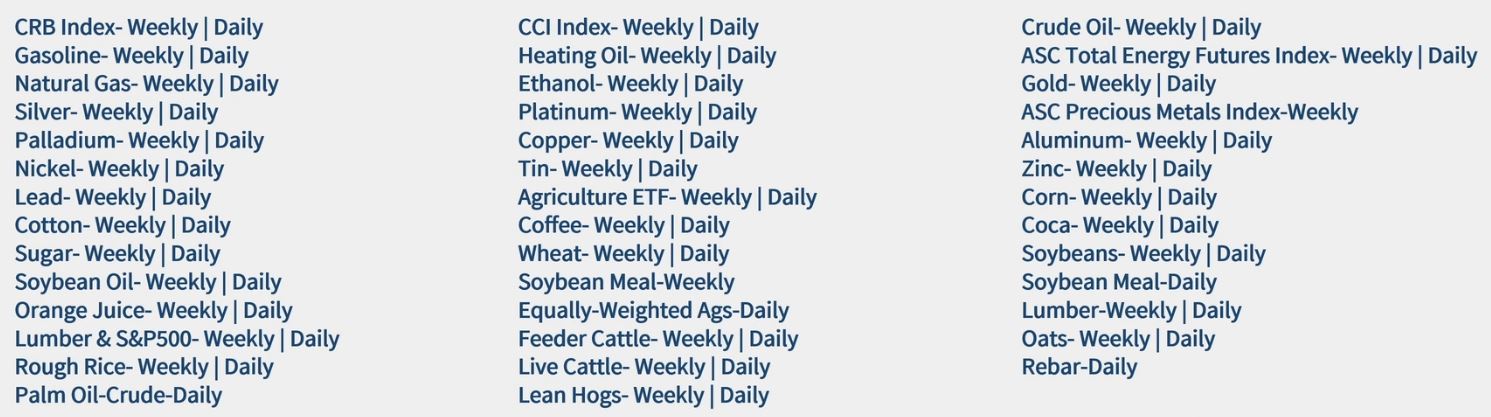 CRB Index- Weekly | Daily
Gasoline- Weekly | Daily
Natural Gas- Weekly | Daily
Silver- Weekly | Daily
Palladium- Weekly | Daily
Nickel- Weekly | Daily
Lead- Weekly | Daily
Cotton- Weekly | Daily
Sugar- Weekly | Daily
Soybean Oil- Weekly | Daily
Orange Juice- Weekly | Daily
Lumber & S&P500- Weekly | Daily
Rough Rice- Weekly | Daily
Palm Oil-Crude-Daily
CCI Index- Weekly | Daily
Heating Oil- Weekly | Daily
Ethanol- Weekly | Daily
Platinum- Weekly | Daily
Copper- Weekly | Daily
Tin- Weekly | Daily
Agriculture ETF- Weekly | Daily
Coffee- Weekly | Daily
Wheat- Weekly | Daily
Soybean Meal-Weekly
Equally-Weighted Ags-Daily
Feeder Cattle- Weekly | Daily
Live Cattle- Weekly | Daily
Lean Hogs- Weekly | Daily
Crude Oil- Weekly | Daily
ASC Total Energy Futures Index- Weekly | Daily
Gold- Weekly | Daily
ASC Precious Metals Index-Weekly
Aluminum- Weekly | Daily
Zinc- Weekly | Daily
Corn- Weekly | Daily
Coca- Weekly | Daily
Soybeans- Weekly | Daily
Soybean Meal-Daily
Lumber-Weekly | Daily
Oats- Weekly | Daily
Rebar-Daily